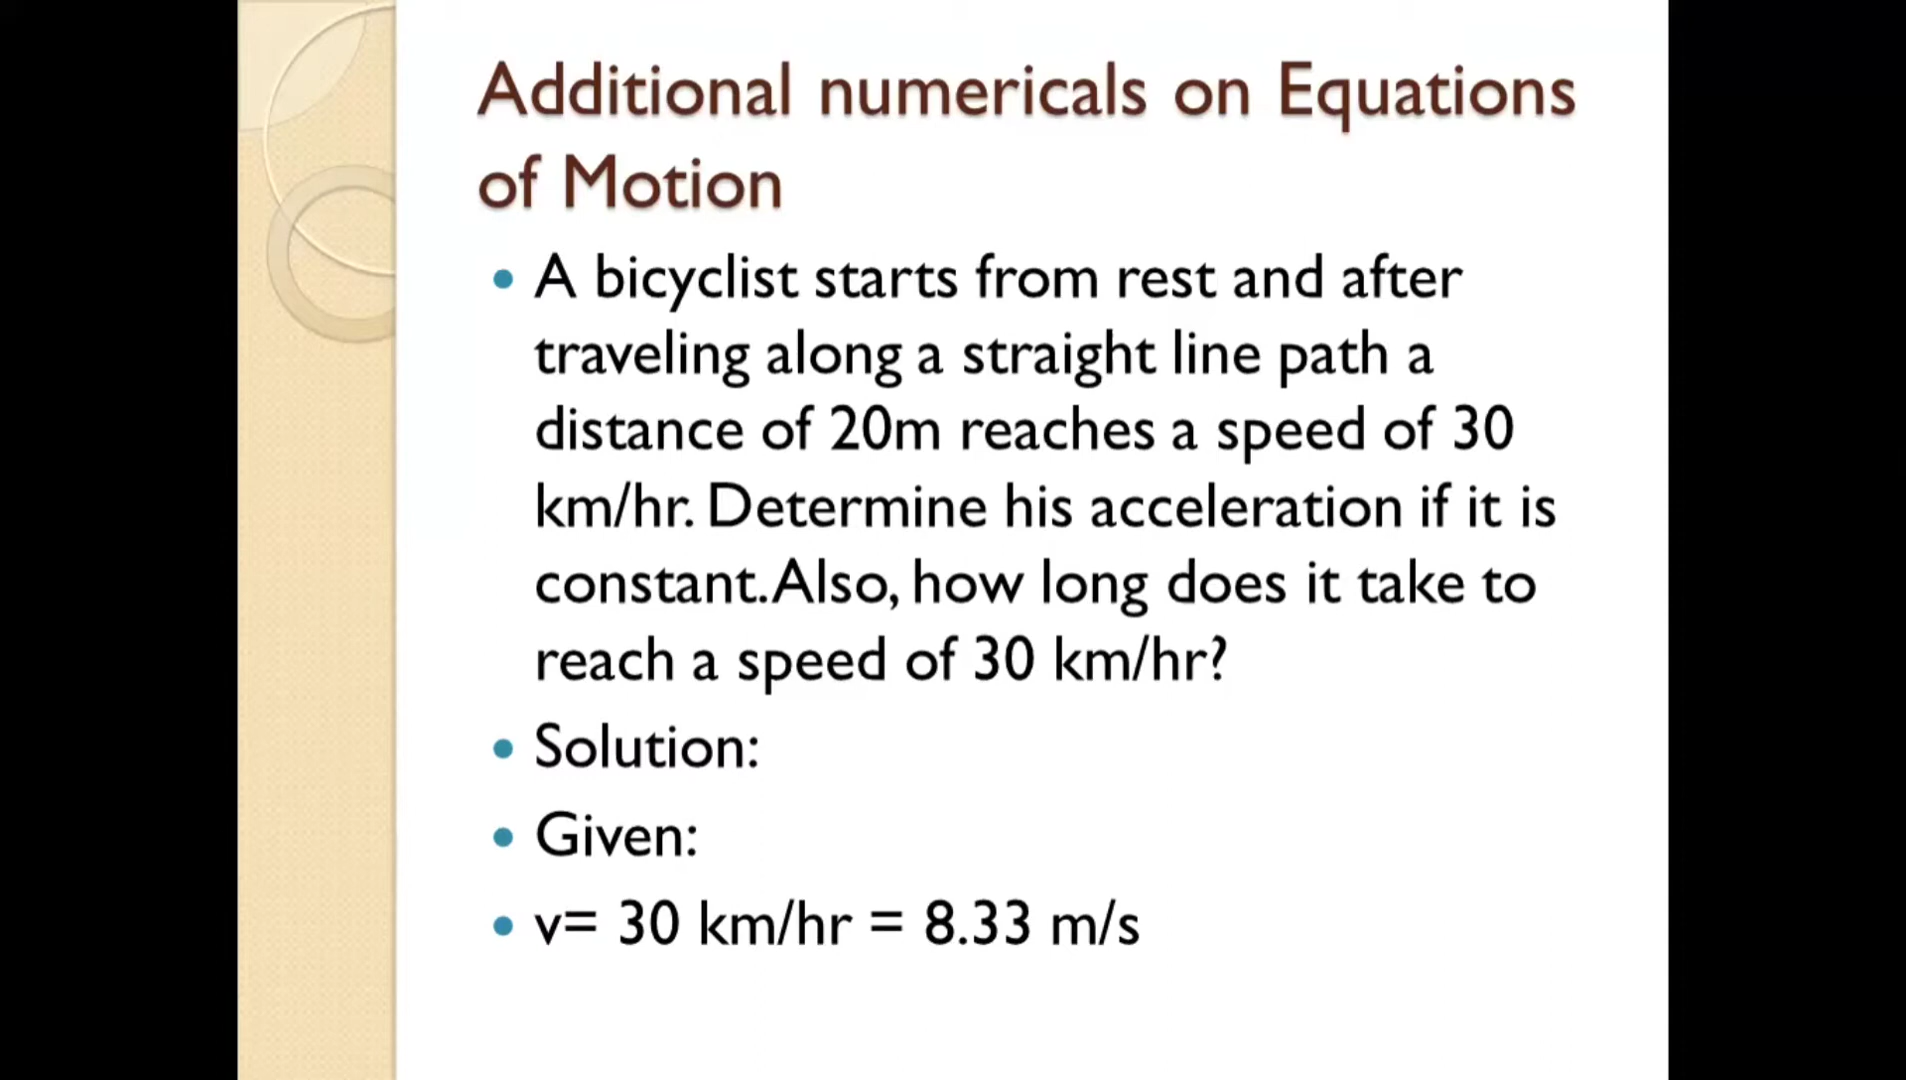 Additional numericals on Equations
of Motion
• A bicyclist starts from rest and after
traveling along a straight line path a
distance of 20m reaches a speed of 30
km/hr. Determine his acceleration if it is
constant. Also, how long does it take to
reach a speed of 30 km/hr?
• Solution:
• Given:
• v= 30 km/hr = 8.33 m/s